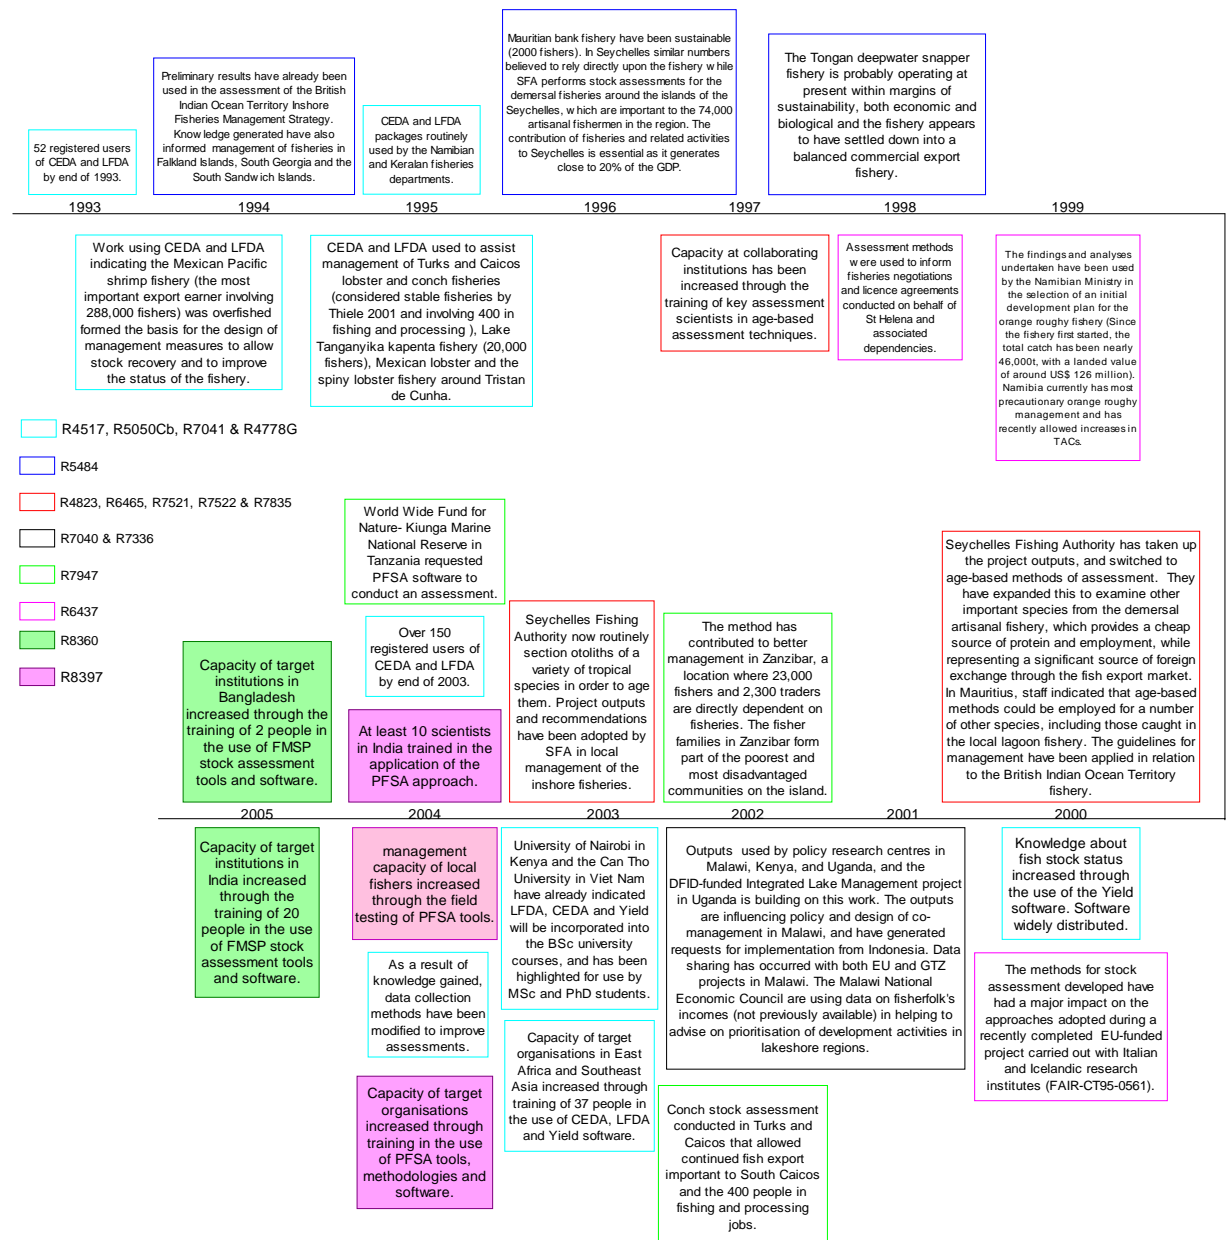 52 registered users
of CEDA and LFDA
by end of 1993.
Preliminary results have already been
used in the assessment of the British
Indian Ocean Territory Inshore
Fisheries Management Strategy.
Knowledge generated have also
informed management of fisheries in
Falkland Islands, South Georgia and the
South Sandwich Islands.
CEDA and LFDA
packages routinely
used by the Namibian
and Keralan fisheries
departments.
Mauritian bank fishery have been sustainable
(2000 fishers). In Seychelles similar numbers
believed to rely directly upon the fishery while
SFA performs stock assessments for the
demersal fisheries around the islands of the
Seychelles, which are important to the 74,000
artisanal fishermen in the region. The
contribution of fisheries and related activities
to Seychelles is essential as it generates
close to 20% of the GDP.
The Tongan deepwater snapper
fishery is probably operating at
present within margins of
sustainability, both economic and
biological and the fishery appears
to have settled down into a
balanced commercial export
fishery.
1993 1994 1995 1996 1997 1998 1999
Work using CEDA and LFDA
indicating the Mexican Pacific
shrimp fishery (the most
important export earner involving
288,000 fishers) was overfished
formed the basis for the design of
management measures to allow
stock recovery and to improve
the status of the fishery.
CEDA and LFDA used to assist
management of Turks and Caicos
lobster and conch fisheries
(considered stable fisheries by
Thiele 2001 and involving 400 in
fishing and processing ), Lake
Tanganyika kapenta fishery (20,000
fishers), Mexican lobster and the
spiny lobster fishery around Tristan
de Cunha.
Capacity at collaborating
institutions has been
increased through the
training of key assessment
scientists in age-based
assessment techniques.
Assessment methods
were used to inform
fisheries negotiations
and licence agreements
conducted on behalf of
St Helena and
associated
dependencies.
The findings and analyses
undertaken have been used
by the Namibian Ministry in
the selection of an initial
development plan for the
orange roughy fishery (Since
the fishery first started, the
total catch has been nearly
46,000t, with a landed value
of around US$ 126 million).
Namibia currently has most
precautionary orange roughy
management and has
recently allowed increases in
TACs.
R4517, R5050Cb, R7041 & R4778G
R5484
R4823, R6465, R7521, R7522 & R7835
R7040 & R7336
R7947
R6437
R8360
R8397
Capacity of target
institutions in
Bangladesh
increased through the
training of 2 people in
the use of FMSP
stock assessment
tools and software.
World Wide Fund for
Nature- Kiunga Marine
National Reserve in
Tanzania requested
PFSA software to
conduct an assessment.
Over 150
registered users of
CEDA and LFDA
by end of 2003.
At least 10 scientists
in India trained in the
application of the
PFSA approach.
Seychelles Fishing
Authority now routinely
section otoliths of a
variety of tropical
species in order to age
them. Project outputs
and recommendations
have been adopted by
SFA in local
management of the
inshore fisheries.
The method has
contributed to better
management in Zanzibar, a
location where 23,000
fishers and 2,300 traders
are directly dependent on
fisheries. The fisher
families in Zanzibar form
part of the poorest and
most disadvantaged
communities on the island.
Seychelles Fishing Authority has taken up
the project outputs, and switched to
age-based methods of assessment. They
have expanded this to examine other
important species from the demersal
artisanal fishery, which provides a cheap
source of protein and employment, while
representing a significant source of foreign
exchange through the fish export market.
In Mauritius, staff indicated that age-based
methods could be employed for a number
of other species, including those caught in
the local lagoon fishery. The guidelines for
management have been applied in relation
to the British Indian Ocean Territory
fishery.
2005 2004 2003 2002 2001 2000
Capacity of target
institutions in
India increased
through the
training of 20
people in the use
of FMSP stock
assessment tools
and software.
management
capacity of local
fishers increased
through the field
testing of PFSA tools.
As a result of
knowledge gained,
data collection
methods have been
modified to improve
assessments.
Capacity of target
organisations
increased through
training in the use
of PFSA tools,
methodologies and
software.
University of Nairobi in
Kenya and the Can Tho
University in Viet Nam
have already indicated
LFDA, CEDA and Yield
will be incorporated into
the BSc university
courses, and has been
highlighted for use by
MSc and PhD students.
Capacity of target
organisations in East
Africa and Southeast
Asia increased through
training of 37 people in
the use of CEDA, LFDA
and Yield software.
Outputs used by policy research centres in
Malawi, Kenya, and Uganda, and the
DFID-funded Integrated Lake Management project
in Uganda is building on this work. The outputs
are influencing policy and design of co-
management in Malawi, and have generated
requests for implementation from Indonesia. Data
sharing has occurred with both EU and GTZ
projects in Malawi. The Malawi National
Economic Council are using data on fisherfolk's
incomes (not previously available) in helping to
advise on prioritisation of development activities in
lakeshore regions.
Conch stock assessment
conducted in Turks and
Caicos that allowed
continued fish export
important to South Caicos
and the 400 people in
fishing and processing
jobs.
Knowledge about
fish stock status
increased through
the use of the Yield
software. Software
widely distributed.
The methods for stock
assessment developed have
had a major impact on the
approaches adopted during a
recently completed EU-funded
project carried out with Italian
and Icelandic research
institutes (FAIR-CT95-0561).